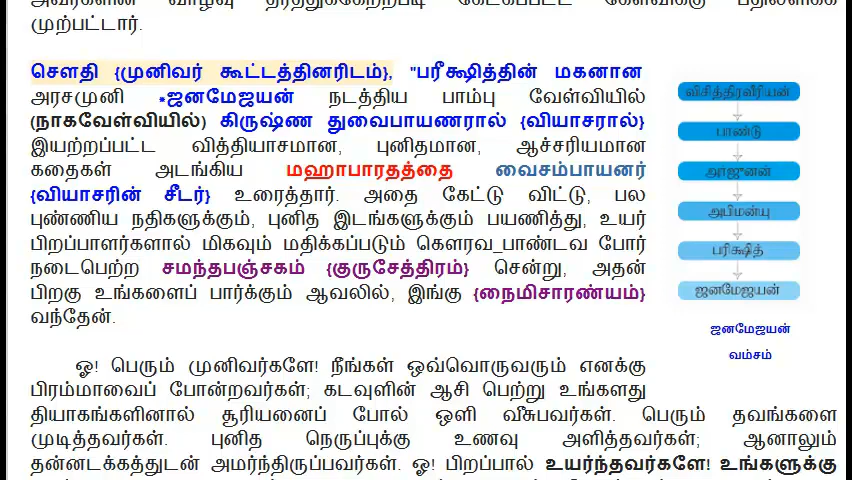 முற்பட்டார்.
சௌதி {முனிவர் கூட்டத்தினரிடம்}, "பரீக்ஷித்தின் மகனான
அரசமுனி *ஜனமேஜயன் நடத்திய பாம்பு வேள்வியில்
(நாகவேள்வியில்) கிருஷ்ண துவைபாயணரால் {வியாசரால்}
இயற்றப்பட்ட வித்தியாசமான, புனிதமான, ஆச்சரியமான
கதைகள் அடங்கிய மஹாபாரதத்தை வைசம்பாயனர்
{வியாசரின் சீடர்} உரைத்தார். அதை கேட்டு விட்டு, பல
புண்ணிய நதிகளுக்கும், புனித இடங்களுக்கும் பயணித்து, உயர்
பிறப்பாளர்களால் மிகவும் மதிக்கப்படும் கௌரவ_பாண்டவ போர்
நடைபெற்ற சமந்தபஞ்சகம் {குருசேத்திரம்} சென்று, அதன்
பிறகு உங்களைப் பார்க்கும் ஆவலில், இங்கு {நைமிசாரண்யம்}
வந்தேன்.
விசித்திரவீரியன்
பாண்டு
அர்ஜுனன்
அபிமன்யு
பரிக்ஷித்
ஜனமேஜயன்
ஜனமேஜயன்
வம்சம்
ஓ! பெரும் முனிவர்களே! நீங்கள் ஒவ்வொருவரும் எனக்கு
பிரம்மாவைப் போன்றவர்கள்; கடவுளின் ஆசி பெற்று உங்களது
தியாகங்களினால் சூரியனைப் போல் ஒளி வீசுபவர்கள். பெரும் தவங்களை
முடித்தவர்கள். புனித நெருப்புக்கு உணவு அளித்தவர்கள்; ஆனாலும்
தன்னடக்கத்துடன் அமர்ந்திருப்பவர்கள். ஓ! பிறப்பால் உயர்ந்தவர்களே! உங்களுக்கு